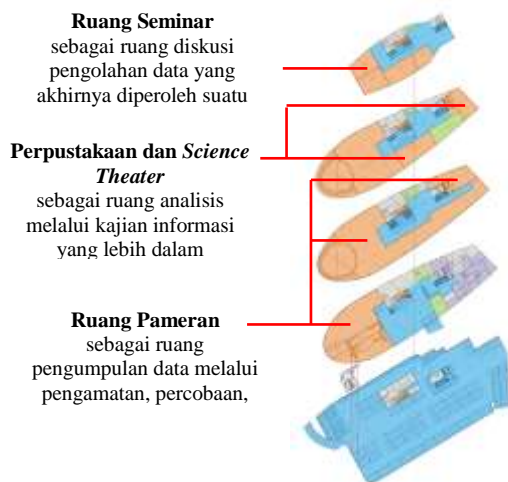 Ruang Seminar
sebagai ruang diskusi
pengolahan data yang
akhirnya diperoleh suatu
Perpustakaan dan Science
Theater
sebagai ruang analisis
melalui kajian informasi
yang lebih dalam
Ruang Pameran
sebagai ruang
pengumpulan data melalui
pengamatan, percobaan,